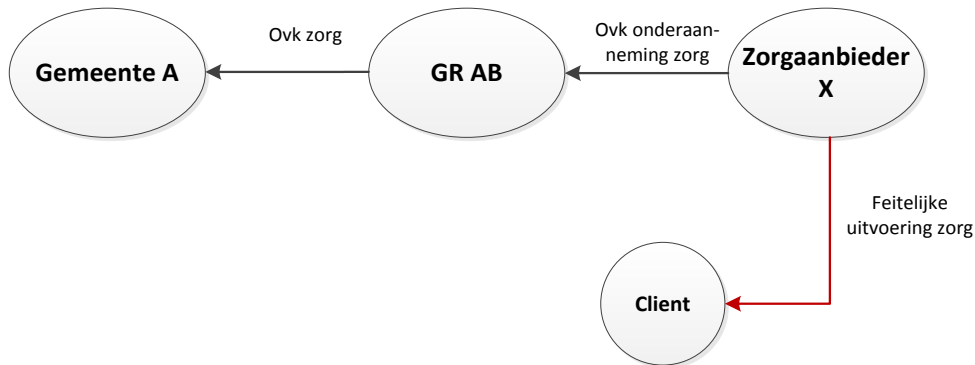 Ovk zorg
Ovk onderaan-
neming zorg
Gemeente A
GR AB
Zorgaanbieder
X
Feitelijke
uitvoering zorg
Client